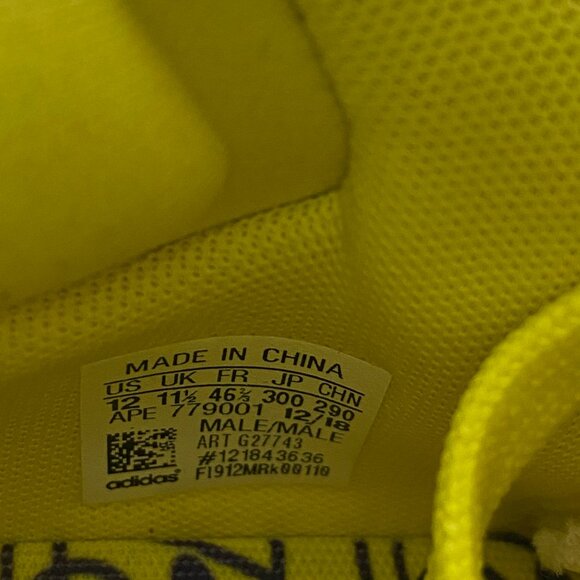 MADE IN CHINA
US UK FR JP CHN
12 11½ 46⅔ 300 290
APE 779001 12/18
MALE/MÂLE
ART G27743
#121843636
FI912MRk00110
adidas